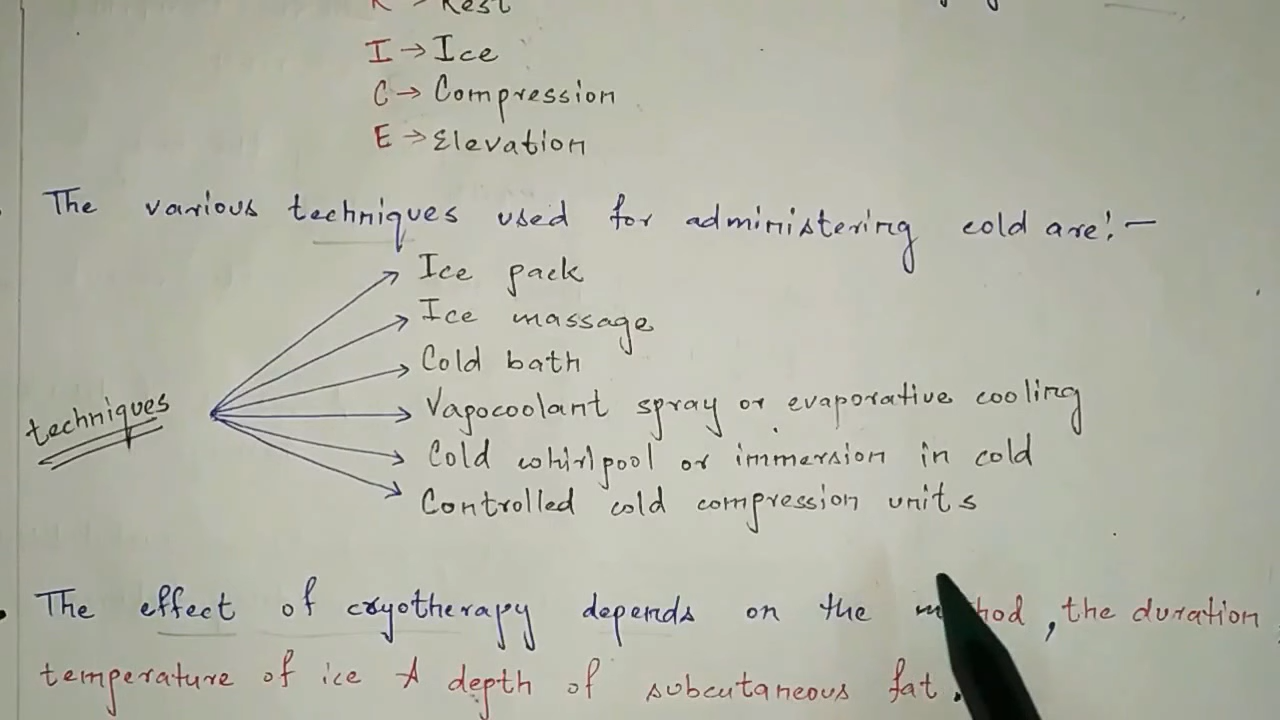 R → Rest
I → Ice
C → Compression
E → Elevation
The various techniques used for administering cold are:-
Ice pack
Ice massage
Cold bath
techniques
Vapocoolant spray or evaporative cooling
Cold whirlpool or immersion in cold
Controlled cold compression units
The effect of cryotherapy depends on the method, the duration,
temperature of ice & depth of subcutaneous fat.